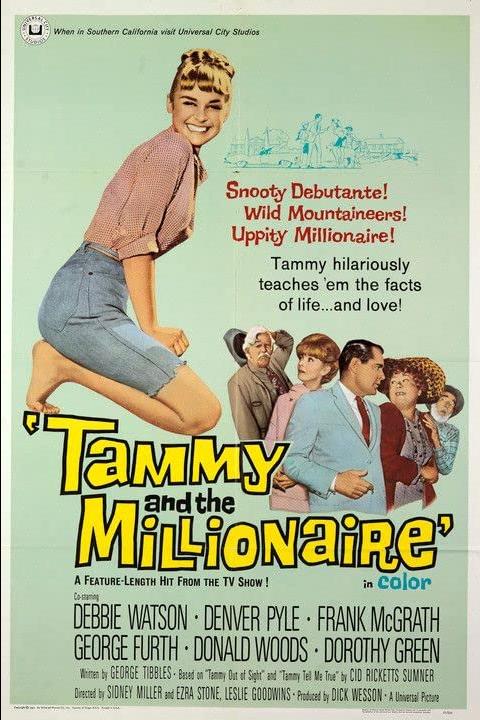 When in Southern California visit Universal City Studios
Snooty Debutante!
Wild Mountaineers!
Uppity Millionaire!
Tammy hilariously
teaches 'em the facts
of life...and love!
'TAMMY
and the
MILLIONAIRE'
A FEATURE-LENGTH HIT FROM THE TV SHOW!
in color
Co-starring
DEBBIE WATSON · DENVER PYLE · FRANK McGRATH
GEORGE FURTH · DONALD WOODS · DOROTHY GREEN
Written by GEORGE TIBBLES · Based on "Tammy Out of Sight" and "Tammy Tell Me True" by CID RICKETTS SUMNER
Directed by SIDNEY MILLER and EZRA STONE, LESLIE GOODWINS · Produced by DICK WESSON · A Universal Picture